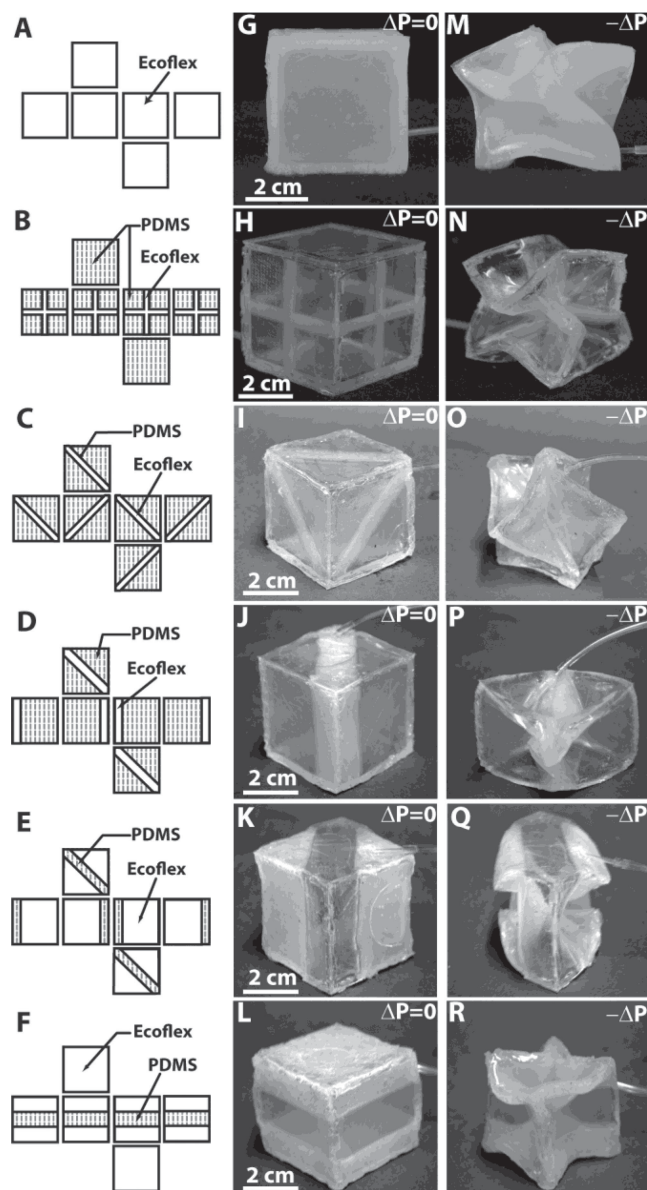 A
Ecoflex
G
ΔP=0
2 cm
M
−ΔP
B
PDMS
Ecoflex
H
ΔP=0
2 cm
N
−ΔP
C
PDMS
Ecoflex
I
ΔP=0
2 cm
O
−ΔP
D
PDMS
Ecoflex
J
ΔP=0
2 cm
P
−ΔP
E
PDMS
Ecoflex
K
ΔP=0
2 cm
Q
−ΔP
F
Ecoflex
PDMS
L
ΔP=0
2 cm
R
−ΔP